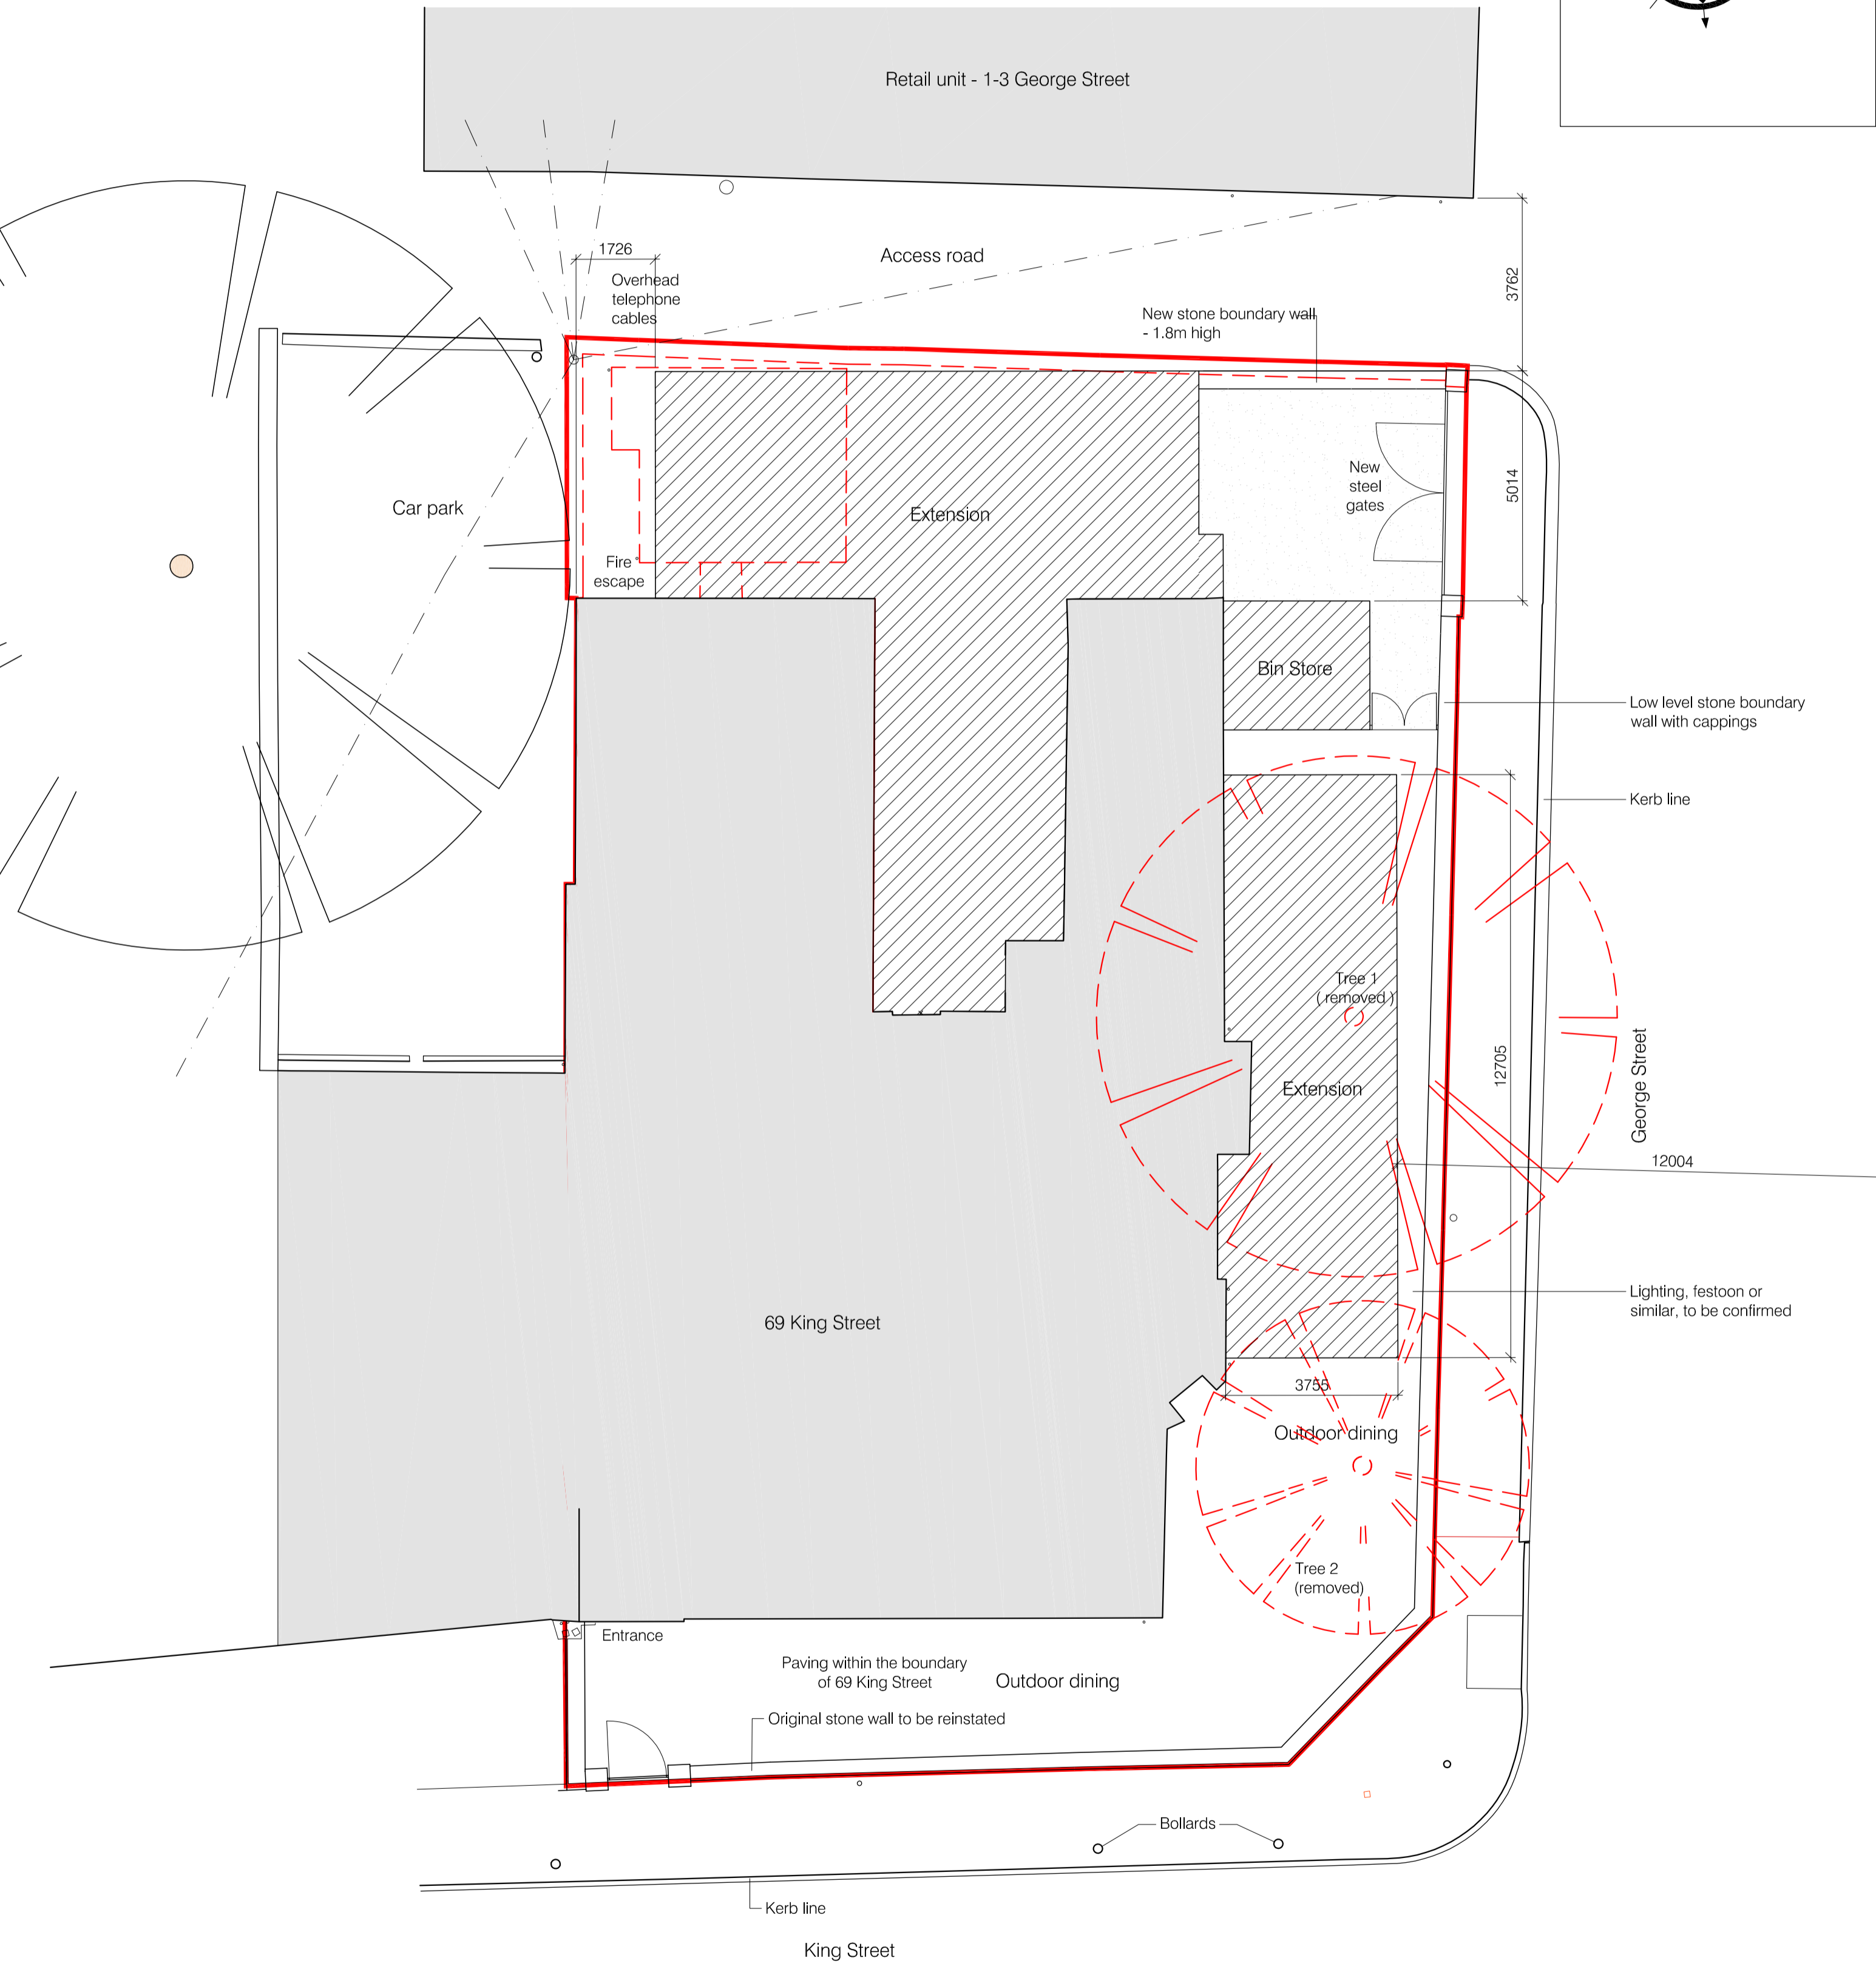 Retail unit - 1-3 George Street
1726
Access road
3762
Overhead
telephone
cables
New stone boundary wall
- 1.8m high
Car park
Extension
New
steel
gates
5014
Fire
escape
Bin Store
Low level stone boundary
wall with cappings
Kerb line
Tree 1
( removed )
Extension
12705
George Street
12004
69 King Street
Lighting, festoon or
similar, to be confirmed
3755
Outdoor dining
Tree 2
(removed)
Entrance
Paving within the boundary
of 69 King Street
Outdoor dining
Original stone wall to be reinstated
Bollards
Kerb line
King Street